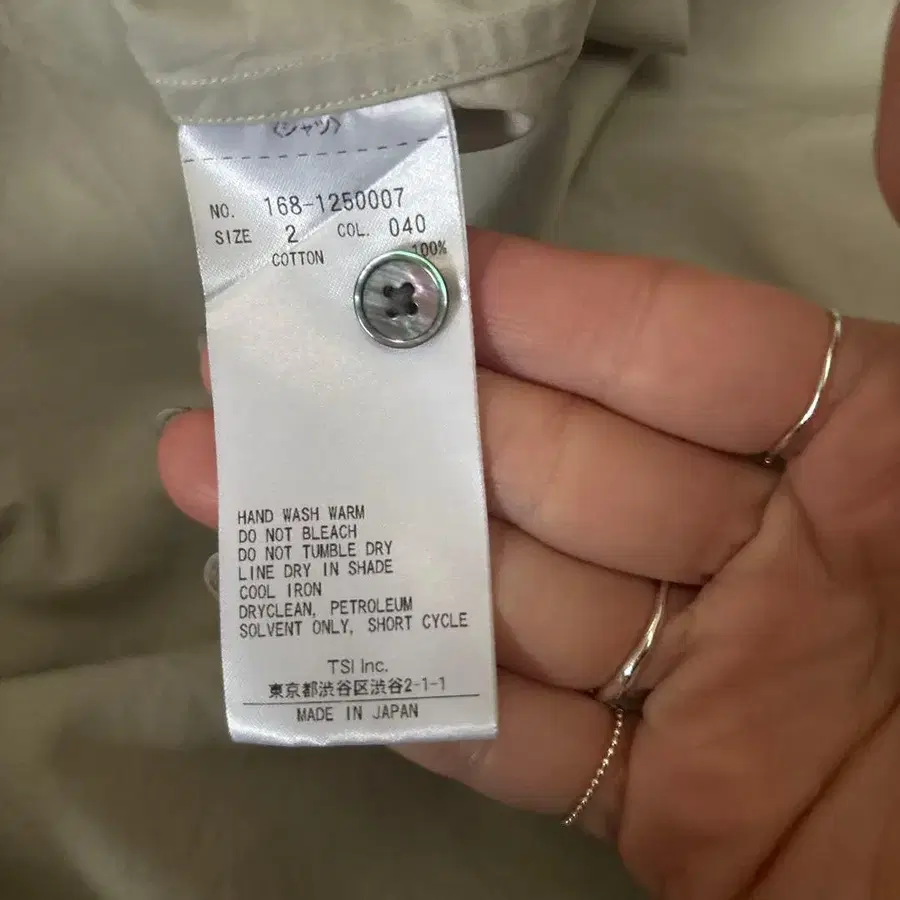 (シャツ)
NO. 168-1250007
SIZE 2 COL. 040
COTTON 100%
HAND WASH WARM
DO NOT BLEACH
DO NOT TUMBLE DRY
LINE DRY IN SHADE
COOL IRON
DRYCLEAN, PETROLEUM
SOLVENT ONLY, SHORT CYCLE
TSI Inc.
東京都渋谷区渋谷2-1-1
MADE IN JAPAN